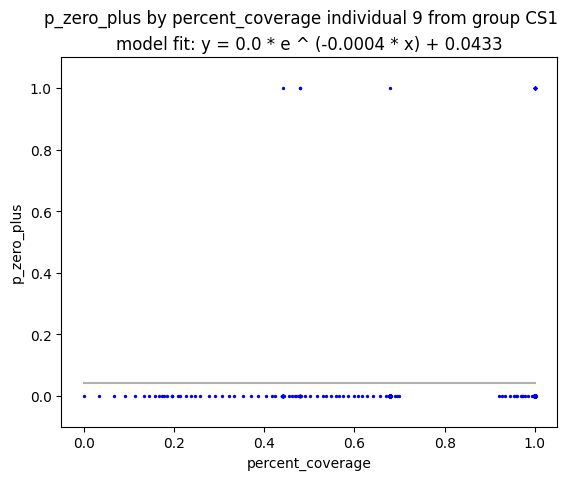 p_zero_plus by percent_coverage individual 9 from group CS1
model fit: y = 0.0 * e ^ (-0.0004 * x) + 0.0433
1.0
0.8
0.6
0.4
0.2
0.0
p_zero_plus
0.0 0.2 0.4 0.6 0.8 1.0
percent_coverage